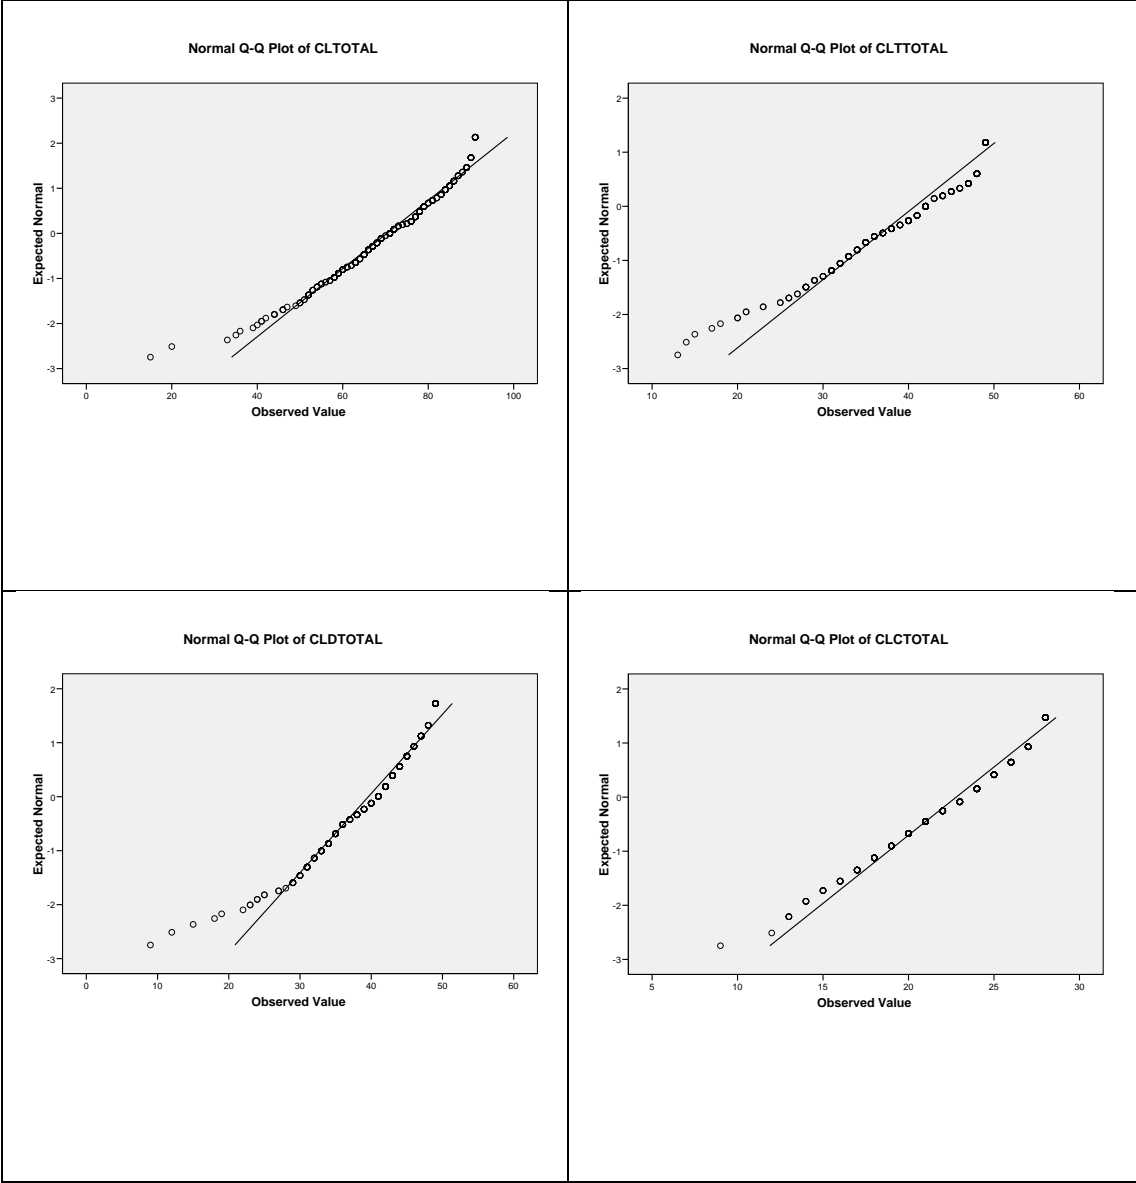 Normal Q-Q Plot of CLTOTAL
Expected Normal
3
2
1
0
-1
-2
-3
0 20 40 60 80 100
Observed Value
Normal Q-Q Plot of CLTTOTAL
Expected Normal
2
1
0
-1
-2
-3
10 20 30 40 50 60
Observed Value
Normal Q-Q Plot of CLDTOTAL
Expected Normal
2
1
0
-1
-2
-3
0 10 20 30 40 50 60
Observed Value
Normal Q-Q Plot of CLCTOTAL
Expected Normal
2
1
0
-1
-2
-3
5 10 15 20 25 30
Observed Value